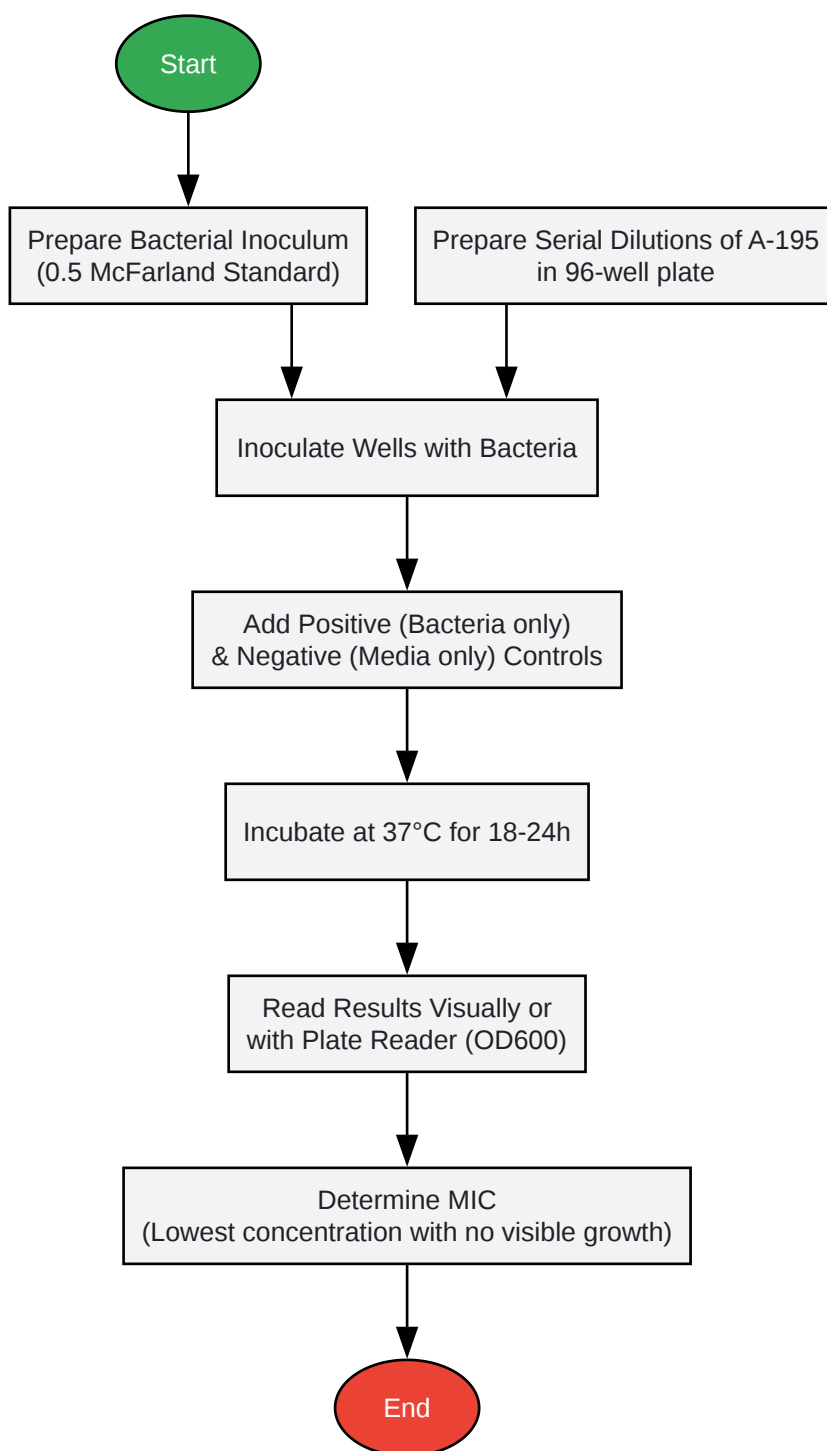 Start
Prepare Bacterial Inoculum
(0.5 McFarland Standard)
Prepare Serial Dilutions of A-195
in 96-well plate
Inoculate Wells with Bacteria
Add Positive (Bacteria only)
& Negative (Media only) Controls
Incubate at 37°C for 18-24h
Read Results Visually or
with Plate Reader (OD600)
Determine MIC
(Lowest concentration with no visible growth)
End